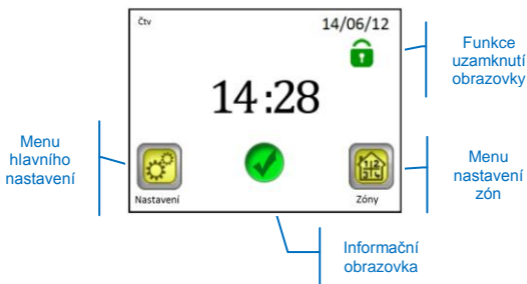 Čtv
14/06/12
14:28
Nastavení
Zóny
Funkce
uzamknutí
obrazovky
Menu
hlavního
nastavení
Menu
nastavení
zón
Informační
obrazovka